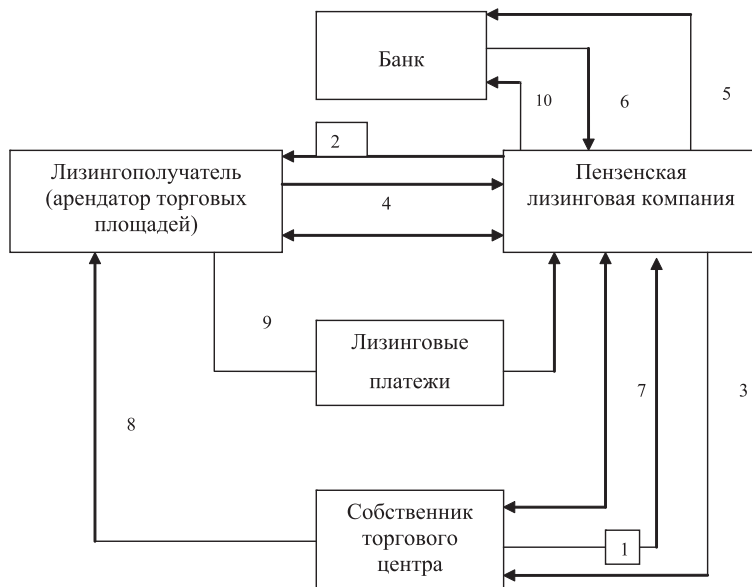 Банк
10
6
5
2
Лизингополучатель
(арендатор торговых
площадей)
4
Пензенская
лизинговая компания
9
Лизинговые
платежи
8
7
3
Собственник
торгового
центра
1